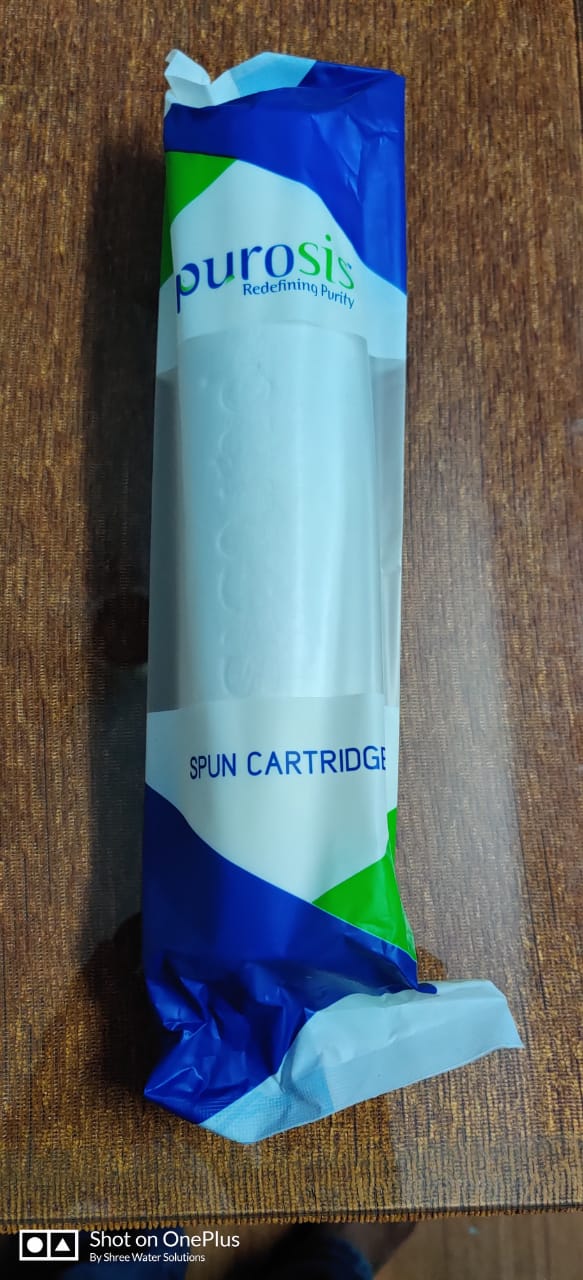 purosis
Redefining Purity
SPUN CARTRIDGE
Shot on OnePlus
By Shree Water Solutions